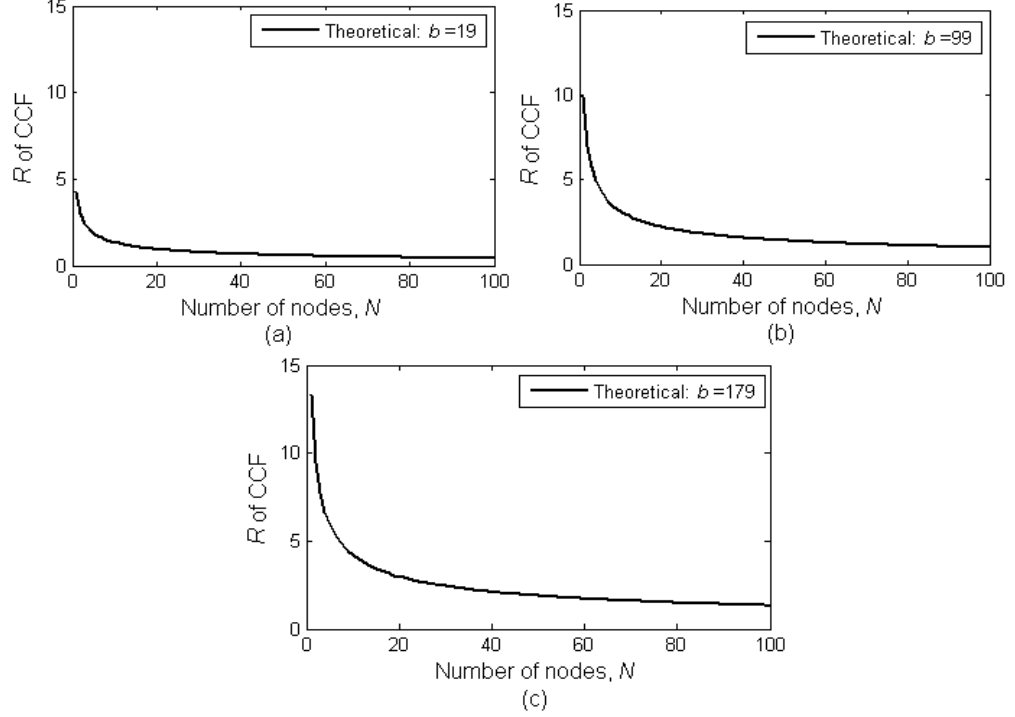 15
10
5
0
R of CCF
Theoretical: b =19
0 20 40 60 80 100
Number of nodes, N
(a)
15
10
5
0
R of CCF
Theoretical: b =99
0 20 40 60 80 100
Number of nodes, N
(b)
15
10
5
0
R of CCF
Theoretical: b =179
0 20 40 60 80 100
Number of nodes, N
(c)